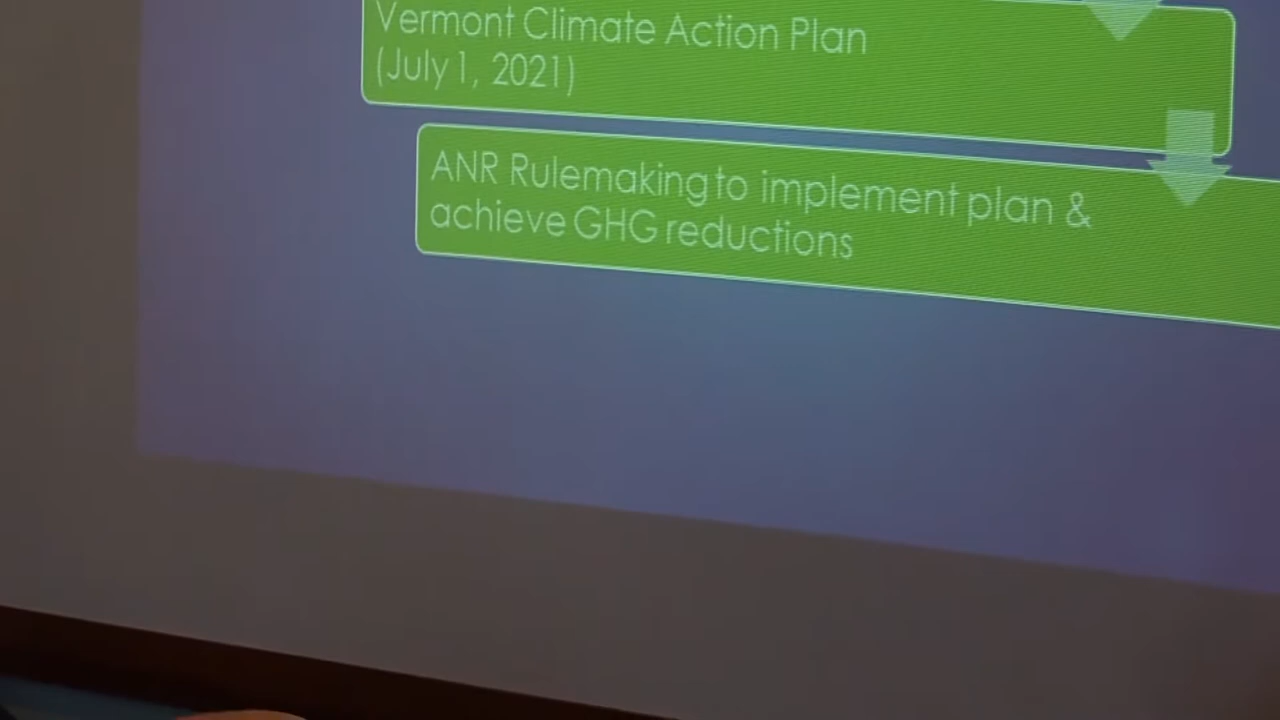 Vermont Climate Action Plan
(July 1, 2021)
ANR Rulemaking to implement plan &
achieve GHG reductions